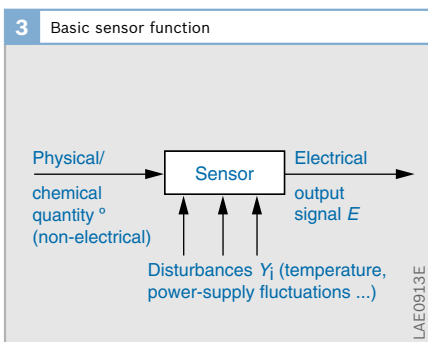 3 Basic sensor function
Physical/
chemical
quantity º
(non-electrical)
Sensor
Electrical
output
signal E
Disturbances Yi (temperature,
power-supply fluctuations ...)
LAE0913E